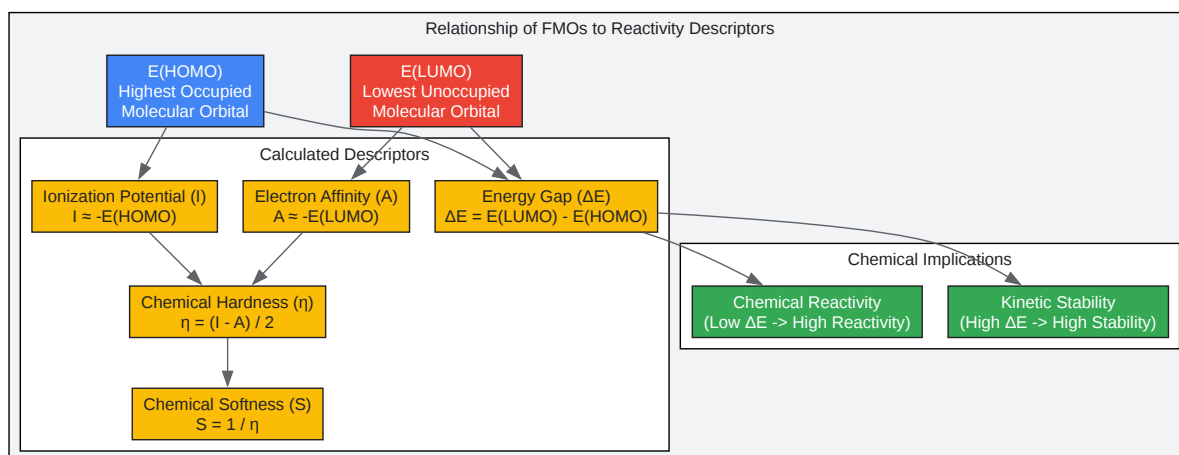 Relationship of FMOs to Reactivity Descriptors
E(HOMO)
Highest Occupied
Molecular Orbital
E(LUMO)
Lowest Unoccupied
Molecular Orbital
Calculated Descriptors
Ionization Potential (I)
I ≈ -E(HOMO)
Electron Affinity (A)
A ≈ -E(LUMO)
Energy Gap (ΔE)
ΔE = E(LUMO) - E(HOMO)
Chemical Hardness (η)
η = (I - A) / 2
Chemical Softness (S)
S = 1 / η
Chemical Implications
Chemical Reactivity
(Low ΔE -> High Reactivity)
Kinetic Stability
(High ΔE -> High Stability)